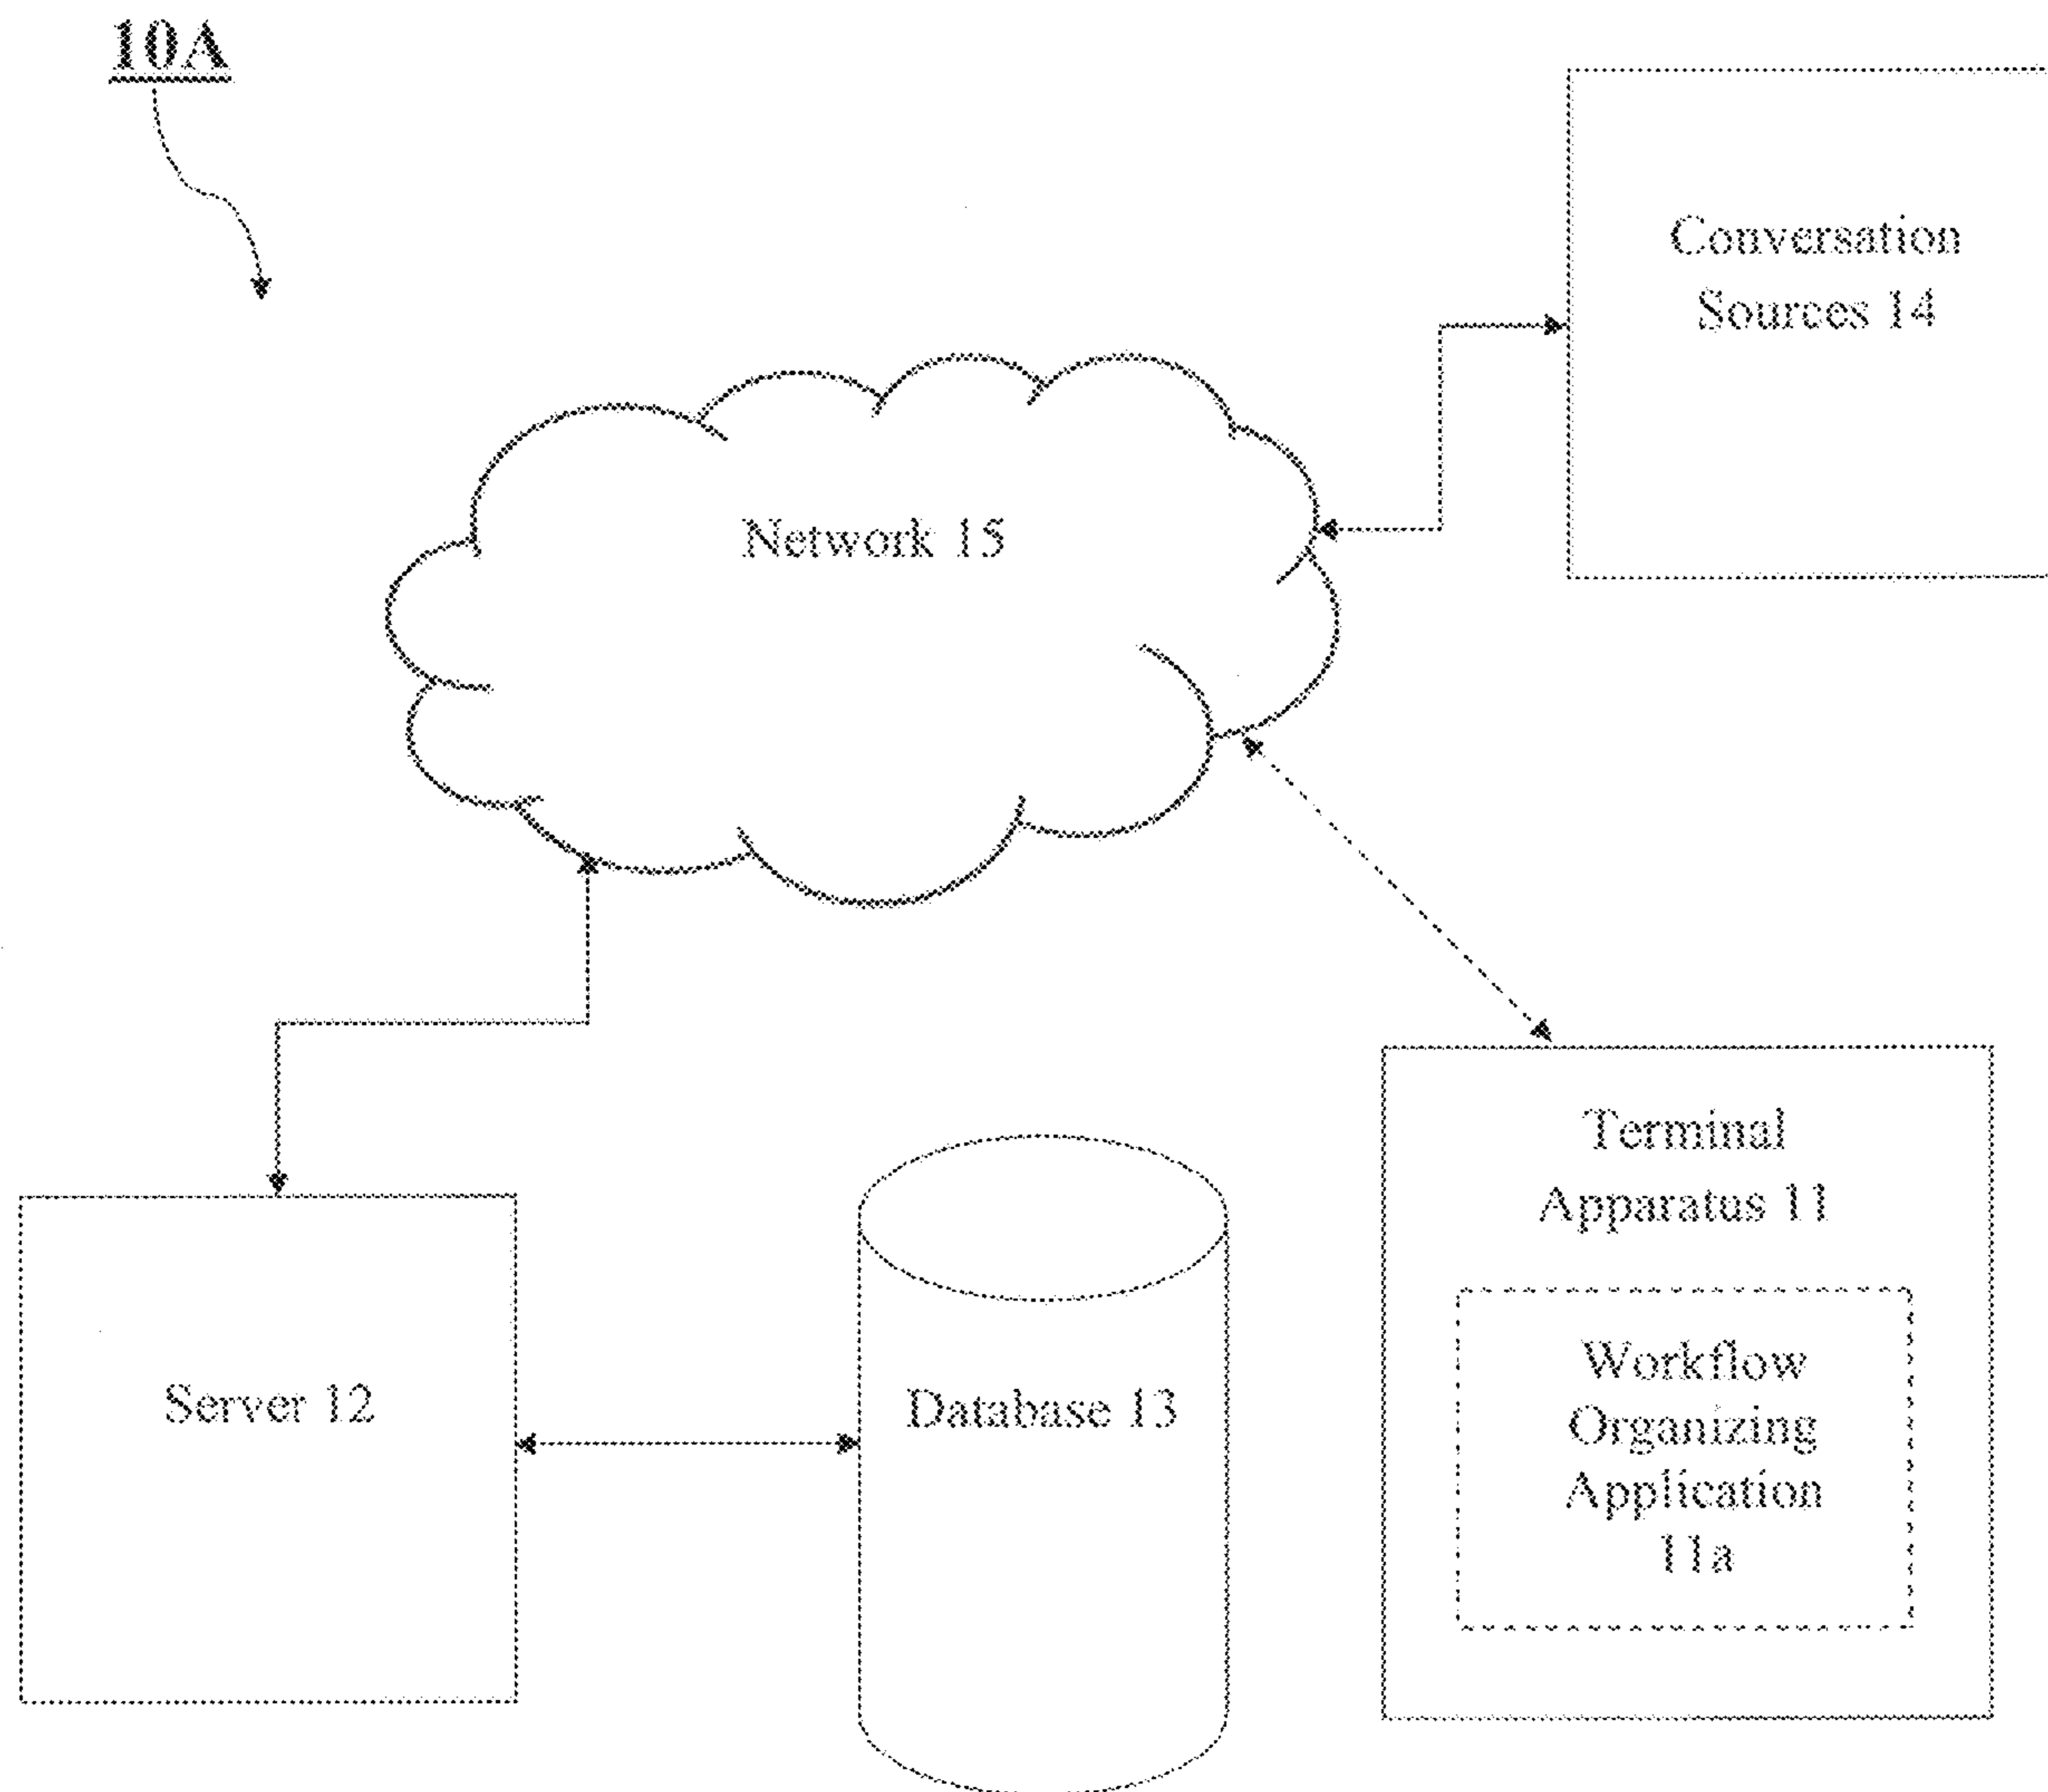 10A
Conversation
Sources 14
Network 15
Terminal
Apparatus 11
Workflow
Organizing
Application
11a
Server 12
Database 13